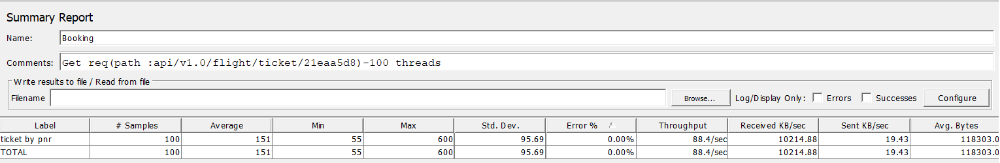 Summary Report
Name: Booking
Comments: Get req(path :api/v1.0/flight/ticket/21eaa5d8)-100 threads
Write results to file / Read from file
Filename Browse... Log/Display Only: Errors Successes Configure
Label # Samples Average Min Max Std. Dev. Error % Throughput Received KB/sec Sent KB/sec Avg. Bytes
ticket by pnr 100 151 55 600 95.69 0.00% 88.4/sec 10214.88 19.43 118303.0
TOTAL 100 151 55 600 95.69 0.00% 88.4/sec 10214.88 19.43 118303.0